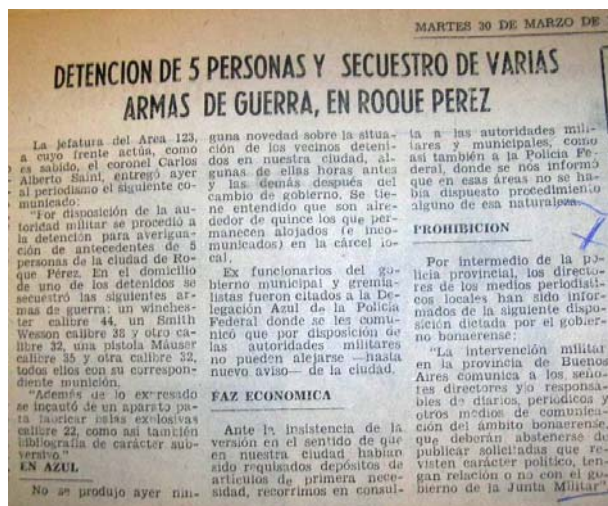 MARTES 30 DE MARZO DE
DETENCION DE 5 PERSONAS Y SECUESTRO DE VARIAS
ARMAS DE GUERRA, EN ROQUE PEREZ
La jefatura del Area 123,
a cuyo frente actúa, como
es sabido, el coronel Carlos
Alberto Saini, entregó ayer
al periodismo el siguiente co-
municado:
"Por disposición de la au-
toridad militar se procedió a
la detención para averigua-
ción de antecedentes de 5
personas de la ciudad de Ro-
que Pérez. En el domicilio
de uno de los detenidos se
secuestró las siguientes ar-
mas de guerra: un winches-
ter calibre 44, un Smith
Wesson calibre 38 y otro ca-
libre 32, una pistola Máuser
calibre 35 y otra calibre 32,
todos ellos con su correspon-
diente munición.
"Además de lo expresado
se incautó de un aparato pa-
ra fabricar balas explosivas
calibre 22, como así también
bibliografía de carácter sub-
versivo."
EN AZUL
No se produjo ayer nin-
guna novedad sobre la situa-
ción de los vecinos deteni-
dos en nuestra ciudad, al-
gunas de ellas horas antes
y las demás después del
cambio de gobierno. Se tie-
ne entendido que son alre-
dedor de quince los que per-
manecen alojados (e inco-
municados) en la cárcel lo-
cal.
Ex funcionarios del go-
bierno municipal y gremia-
listas fueron citados a la De-
legación Azul de la Policía
Federal donde se les comu-
nicó que por disposición de
las autoridades militares
no pueden alejarse —hasta
nuevo aviso— de la ciudad.
FAZ ECONOMICA
Ante la insistencia de la
versión en el sentido de que
en nuestra ciudad habían
sido requisados depósitos de
artículos de primera nece-
sidad, recorrimos en consul-
ta a las autoridades mili-
tares y municipales, como
así también a la Policía Fe-
deral, donde se nos informó
que en esas áreas no se ha-
bía dispuesto procedimiento
alguno de esa naturaleza.
PROHIBICION
Por intermedio de la po-
licía provincial, los directo-
res de los medios periodísti-
cos locales han sido infor-
mados de la siguiente dispo-
sición dictada por el gobier-
no bonaerense:
"La intervención militar
en la provincia de Buenos
Aires comunica a los seño-
res directores y/o responsa-
bles de diarios, periódicos y
otros medios de comunica-
ción del ámbito bonaerense,
que deberán abstenerse de
publicar solicitadas que re-
vistan carácter político, ten-
gan relación o no con el go-
bierno de la Junta Militar".